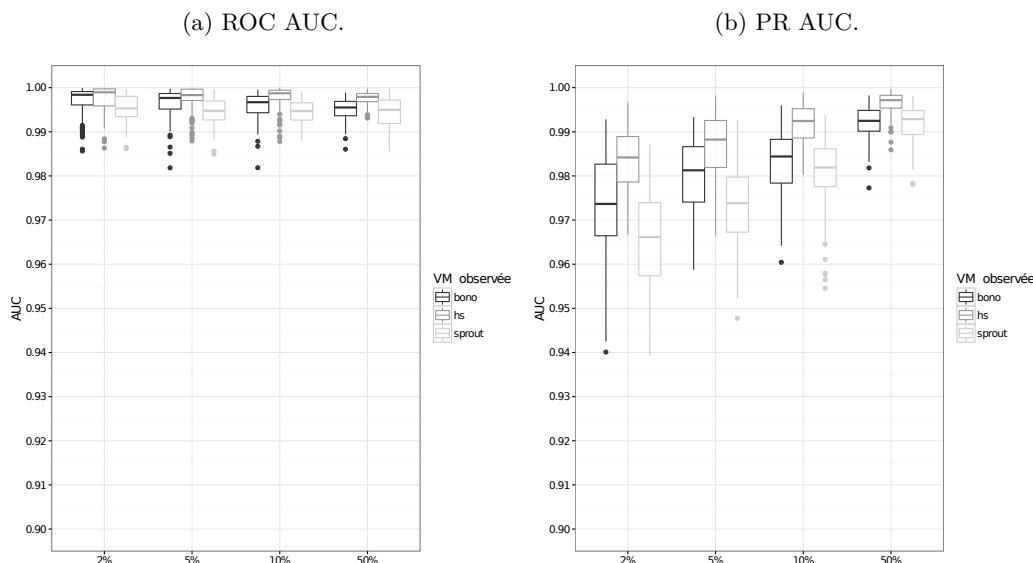 (a) ROC AUC.
1.00
0.99
0.98
0.97
0.96
0.95
0.94
0.93
0.92
0.91
0.90
AUC
2%
5%
10%
50%
VM observée
bono
hs
sprout
(b) PR AUC.
1.00
0.99
0.98
0.97
0.96
0.95
0.94
0.93
0.92
0.91
0.90
AUC
2%
5%
10%
50%
VM observée
bono
hs
sprout